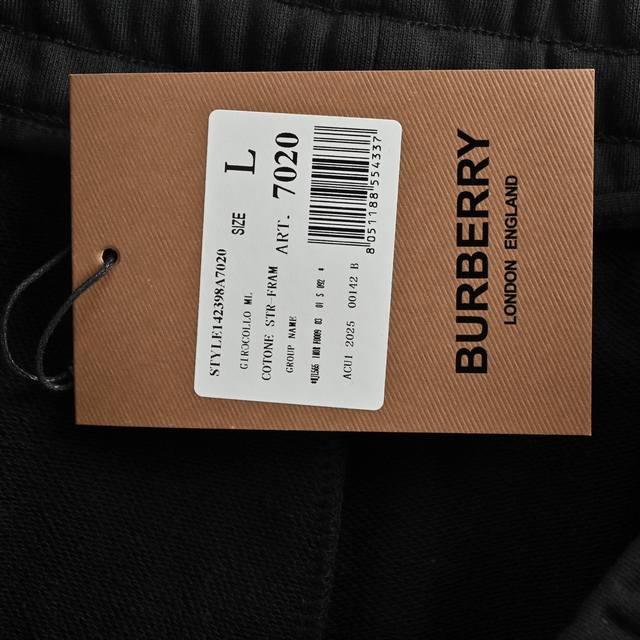 STYLE142398A7020
SIZE L
GIROCOLLO ML
COTONE STR-FRAM
ART. 7020
GROUP NAME
ACU1 2025 00142 B
8 051188 554337
BURBERRY
LONDON ENGLAND